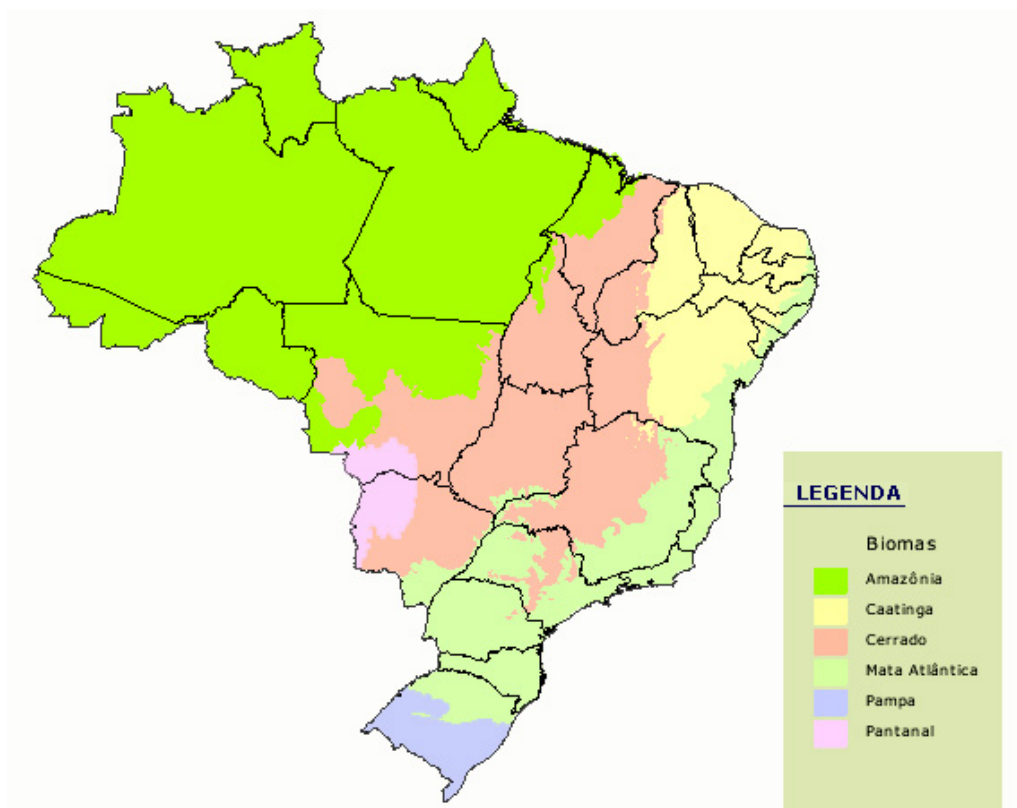 LEGENDA
Biomas
Amazônia
Caatinga
Cerrado
Mata Atlântica
Pampa
Pantanal